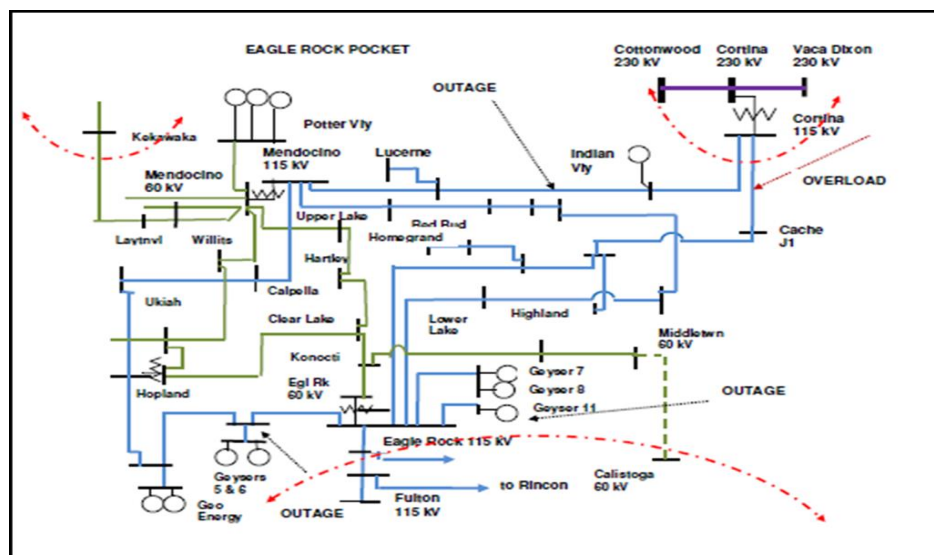 EAGLE ROCK POCKET
Cottonwood
230 kV
Cortina
230 kV
Vaca Dixon
230 kV
OUTAGE
Potter Vly
Kekawaka
Mendocino
115 kV
Lucerne
Indian
Vly
Cortina
115 kV
OVERLOAD
Mendocino
60 kV
Upper Lake
Red Bud
Homegrand
Cache
J1
Laytnvl
Willits
Hartley
Ukiah
Calpella
Clear Lake
Lower
Lake
Highland
Middletwn
60 kV
Konocti
Hopland
Egl Rk
60 kV
Geyser 7
Geyser 8
Geyser 11
OUTAGE
Eagle Rock 115 kV
Geysers
5 & 6
Geo
Energy
OUTAGE
Fulton
115 kV
to Rincon
Calistoga
60 kV